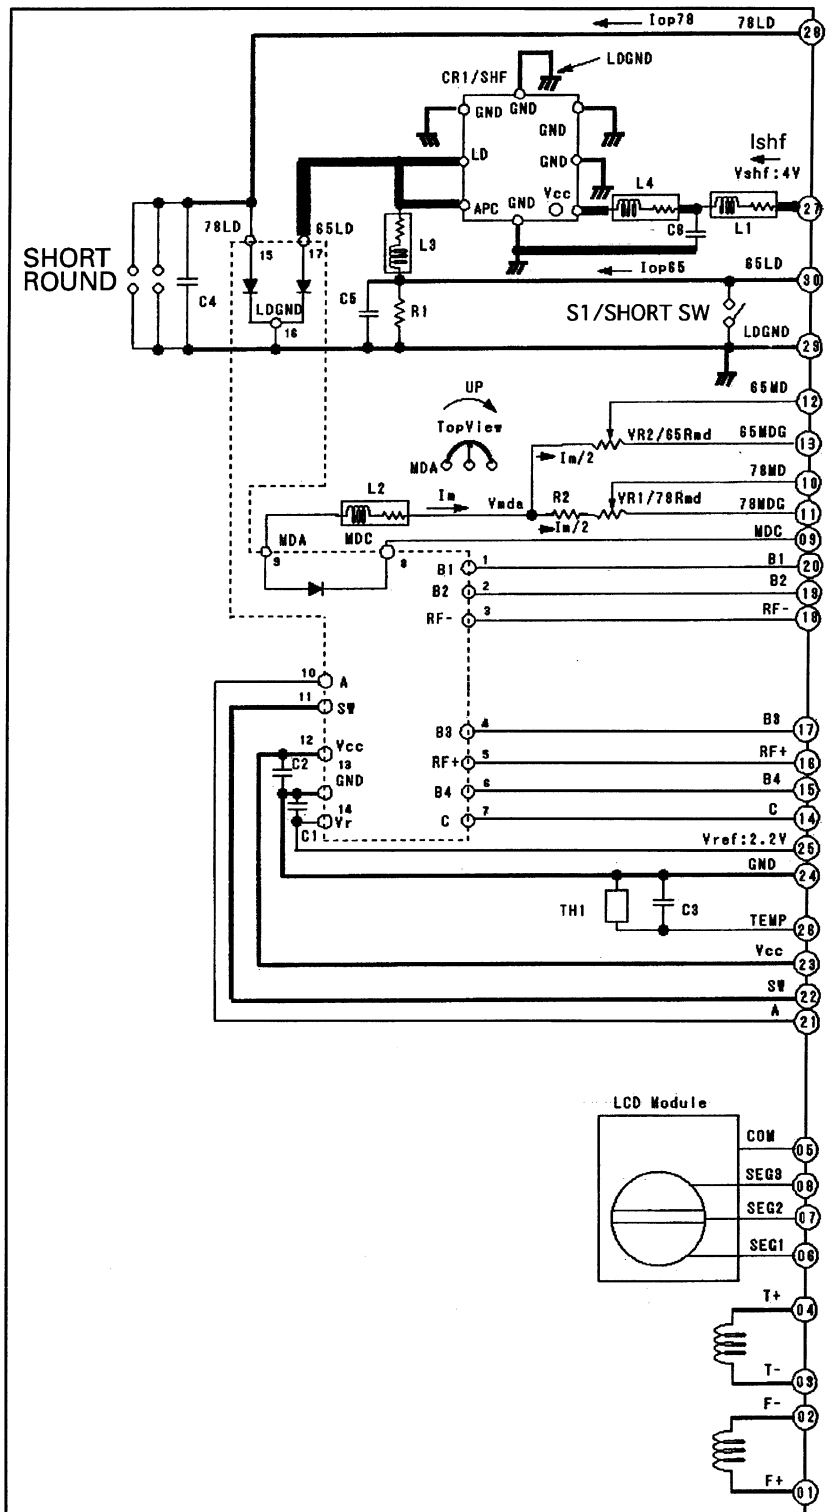 Iop78 78LD 28
LDGND
CR1/SHF
GND GND GND
LD GND
Ishf
Vshf:4V
APC GND Vcc L4
C6 L1 27
78LD 65LD L3
15 17
SHORT
ROUND
Iop65 65LD 30
C4 LDGND C5 R1 S1/SHORT SW
16 LDGND
29
65MD 12
UP
TopView
MDA
VR2/65Rmd 65MDG 13
Im/2
78MD 10
L2 Im Vmda R2 VR1/78Rmd 78MDG 11
Im/2
MDA MDC MDC 09
9 8
B1 1 B1 20
B2 2 B2 19
RF- 3 RF- 18
10 A
11 SW
B3 4 B3 17
12 Vcc
C2 13 RF+ 5 RF+ 16
GND B4 6 B4 15
14
C1 Vr C 7 C 14
Vref:2.2V 25
GND 24
TH1 C3
TEMP 26
Vcc 23
SW 22
A 21
LCD Module
COM 05
SEG3 08
SEG2 07
SEG1 06
T+ 04
T- 03
F- 02
F+ 01